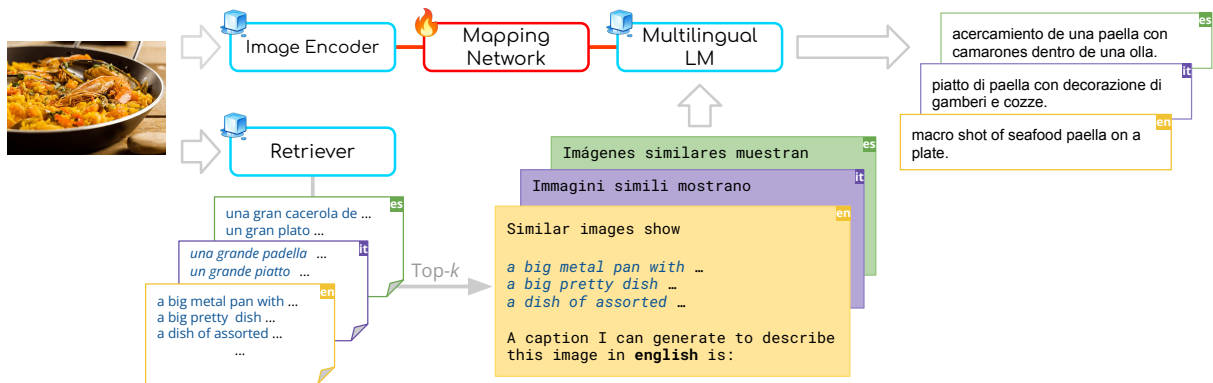 Image Encoder
Mapping
Network
Multilingual
LM
es
acercamiento de una paella con
camarones dentro de una olla.
it
piatto di paella con decorazione di
gamberi e cozze.
en
macro shot of seafood paella on a
plate.
Retriever
es
una gran cacerola de ...
un gran plato ...
it
una grande padella ...
un grande piatto ...
en
a big metal pan with ...
a big pretty dish ...
a dish of assorted ...
...
Top-k
es
Imágenes similares muestran
it
Immagini simili mostrano
en
Similar images show
a big metal pan with …
a big pretty dish …
a dish of assorted …
A caption I can generate to describe
this image in english is: